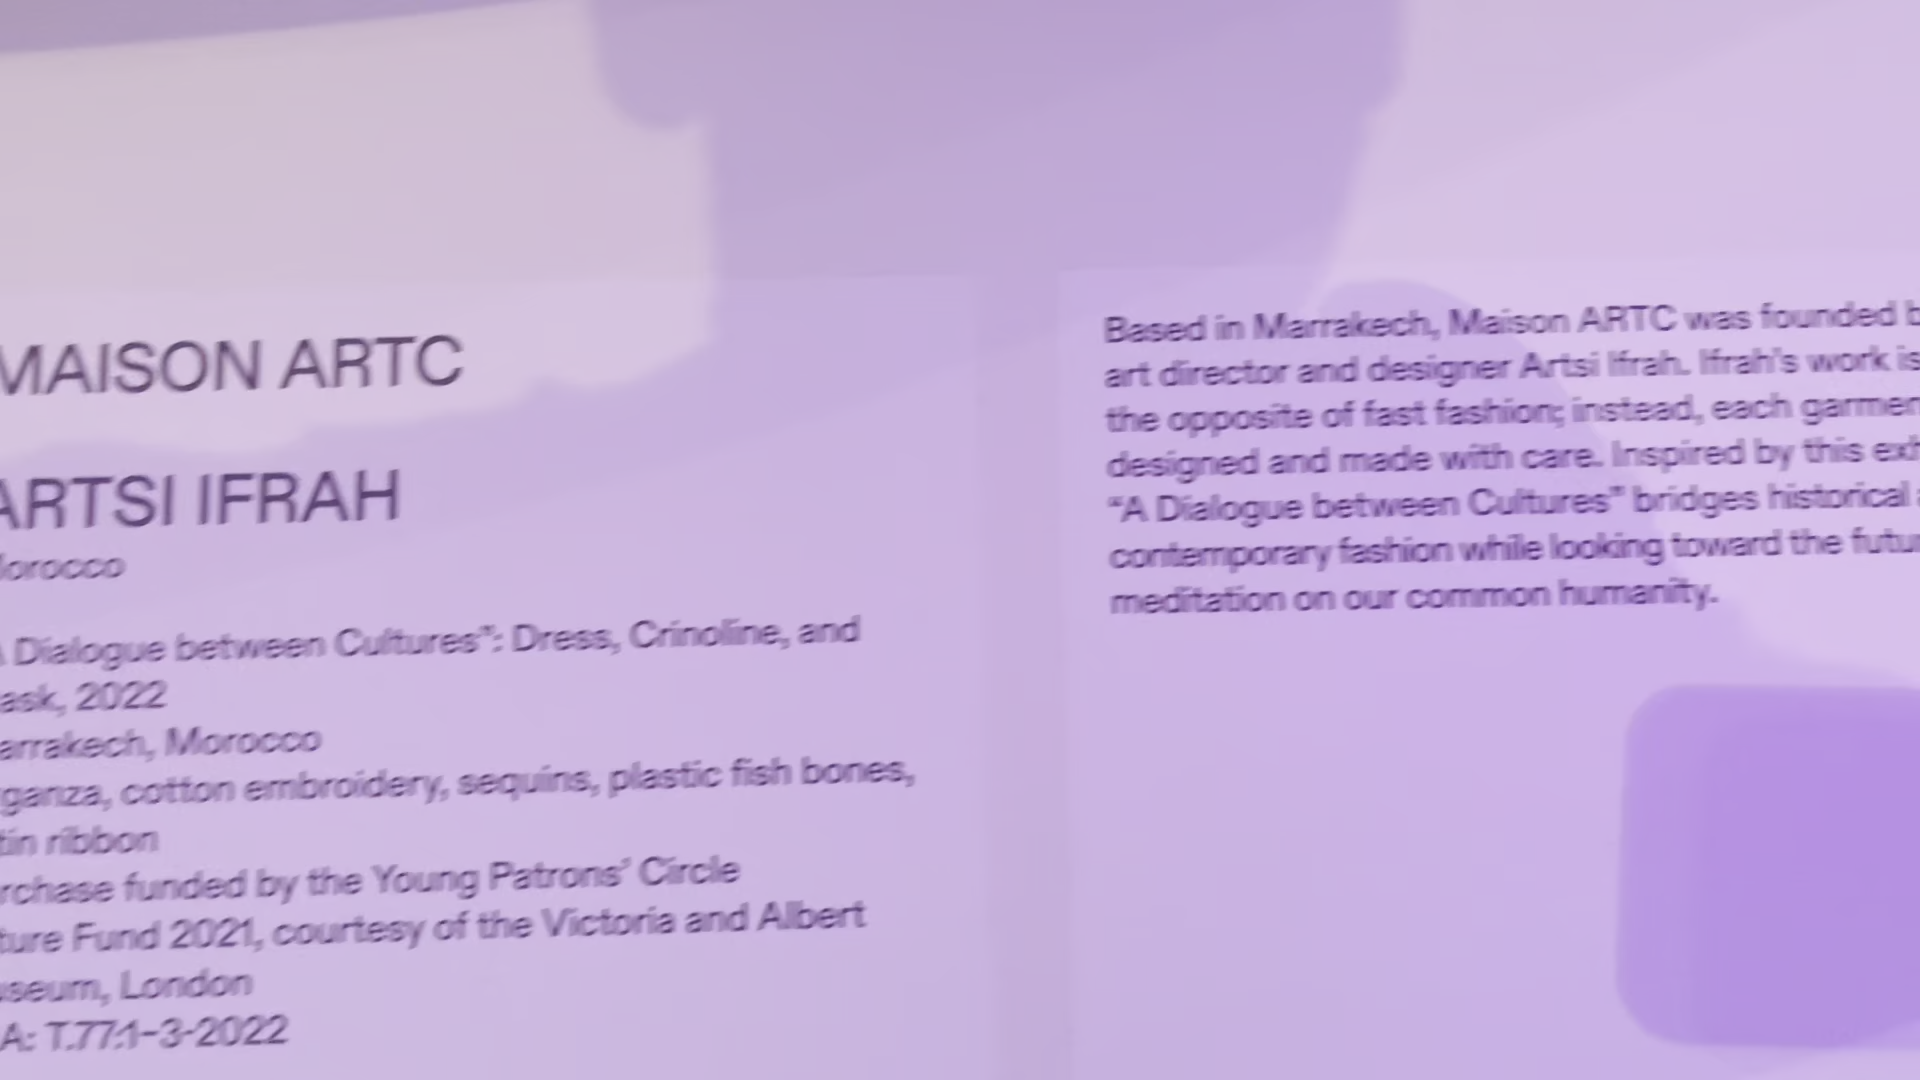 MAISON ARTC
ARTSI IFRAH
Morocco
A Dialogue between Cultures”: Dress, Crinoline, and
ask, 2022
arrakech, Morocco
ganza, cotton embroidery, sequins, plastic fish bones,
tin ribbon
rchase funded by the Young Patrons’ Circle
ture Fund 2021, courtesy of the Victoria and Albert
useum, London
A: T.77:1-3-2022
Based in Marrakech, Maison ARTC was founded b
art director and designer Artsi Ifrah. Ifrah’s work is
the opposite of fast fashion; instead, each garmen
designed and made with care. Inspired by this exh
“A Dialogue between Cultures” bridges historical a
contemporary fashion while looking toward the futu
meditation on our common humanity.